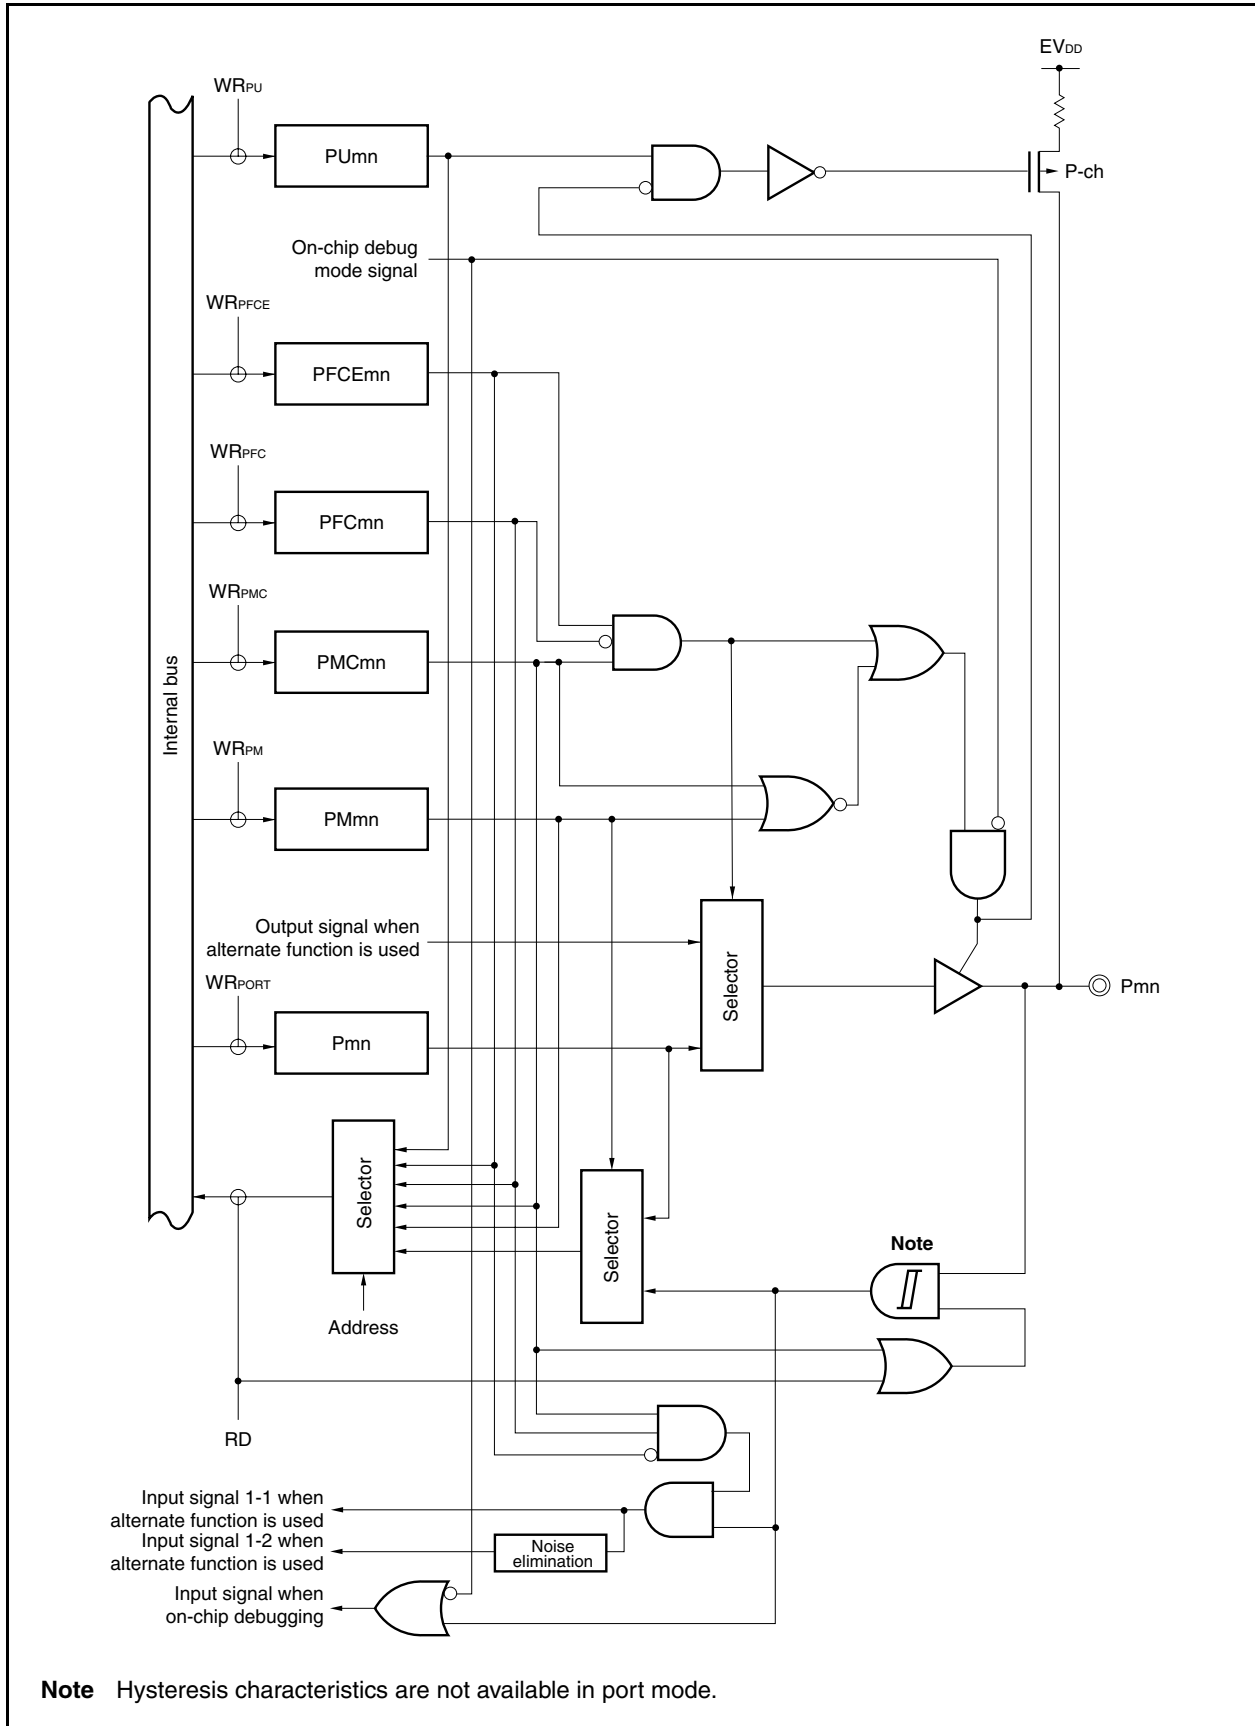 EVDD
WRPU
PUmn
P-ch
On-chip debug
mode signal
WRPFCE
PFCEmn
WRPFC
PFCmn
WRPMC
PMCmn
Internal bus
WRPM
PMmn
Output signal when
alternate function is used
Selector
Pmn
WRPORT
Pmn
Selector
Selector
Note
Address
RD
Input signal 1-1 when
alternate function is used
Input signal 1-2 when
alternate function is used
Noise
elimination
Input signal when
on-chip debugging
Note Hysteresis characteristics are not available in port mode.